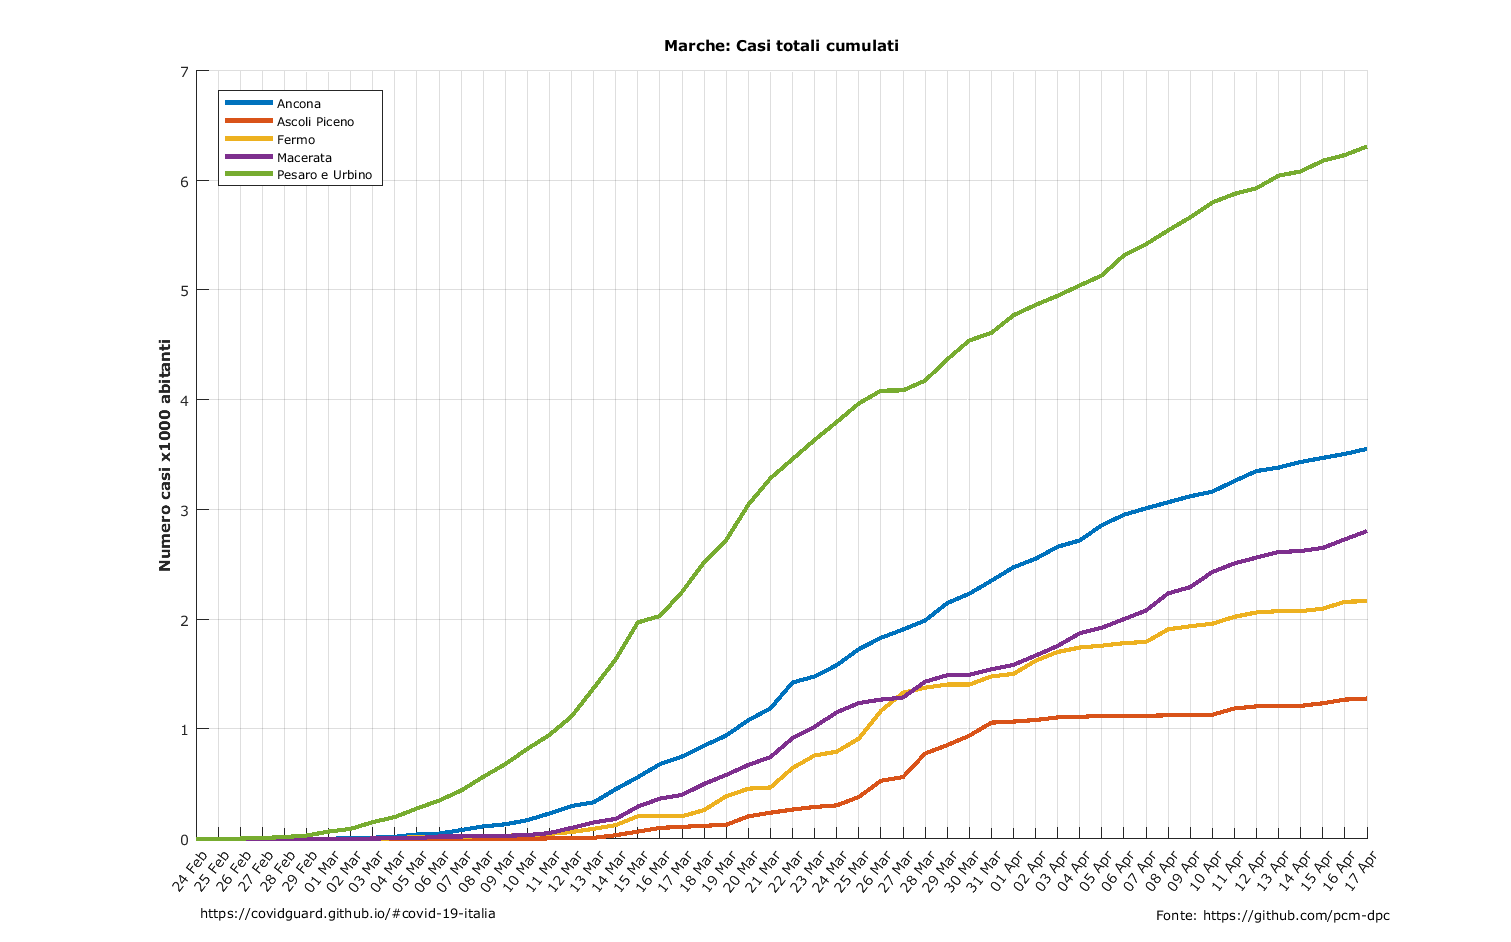 Marche: Casi totali cumulati
Numero casi x1000 abitanti
7
6
5
4
3
2
1
0
Ancona
Ascoli Piceno
Fermo
Macerata
Pesaro e Urbino
24 Feb
25 Feb
26 Feb
27 Feb
28 Feb
29 Feb
01 Mar
02 Mar
03 Mar
04 Mar
05 Mar
06 Mar
07 Mar
08 Mar
09 Mar
10 Mar
11 Mar
12 Mar
13 Mar
14 Mar
15 Mar
16 Mar
17 Mar
18 Mar
19 Mar
20 Mar
21 Mar
22 Mar
23 Mar
24 Mar
25 Mar
26 Mar
27 Mar
28 Mar
29 Mar
30 Mar
31 Mar
01 Apr
02 Apr
03 Apr
04 Apr
05 Apr
06 Apr
07 Apr
08 Apr
09 Apr
10 Apr
11 Apr
12 Apr
13 Apr
14 Apr
15 Apr
16 Apr
17 Apr
https://covidguard.github.io/#covid-19-italia
Fonte: https://github.com/pcm-dpc